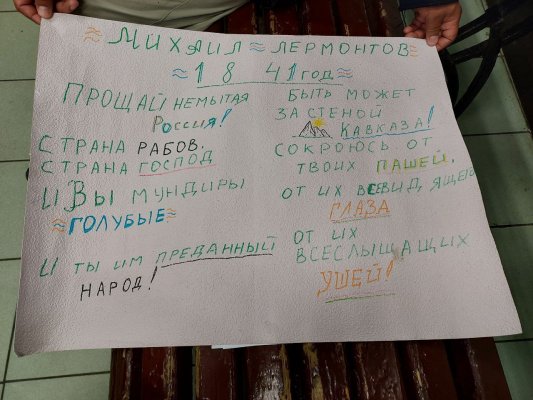 ≈ МИХАИЛ ≈ ЛЕРМОНТОВ ≈
≈ 1841 год ≈
ПРОЩАЙ НЕМЫТАЯ
РОССИЯ!
СТРАНА РАБОВ.
СТРАНА ГОСПОД
И ВЫ МУНДИРЫ
≈ ГОЛУБЫЕ ≈
И ТЫ ИМ ПРЕДАННЫЙ
НАРОД!
БЫТЬ МОЖЕТ
ЗА СТЕНОЙ
КАВКАЗА!
СОКРОЮСЬ ОТ
ТВОИХ ПАШЕЙ,
ОТ ИХ ВСЕВИД,ЯЩЕГО
ГЛАЗА
ОТ ИХ
ВСЕСЛЫЩАЩИХ
УШЕЙ!